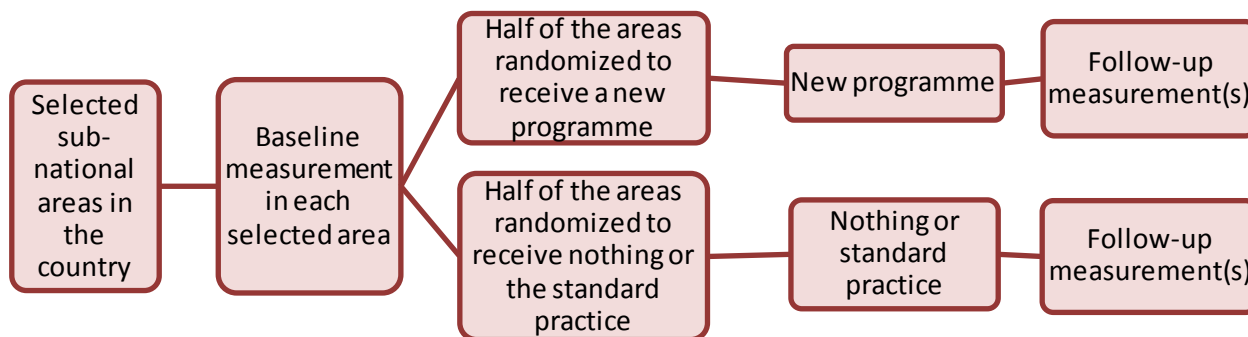 Selected
sub-
national
areas in
the
country
Baseline
measurement
in each
selected area
Half of the areas
randomized to
receive a new
programme
New programme
Follow-up
measurement(s)
Half of the areas
randomized to
receive nothing or
the standard
practice
Nothing or
standard
practice
Follow-up
measurement(s)